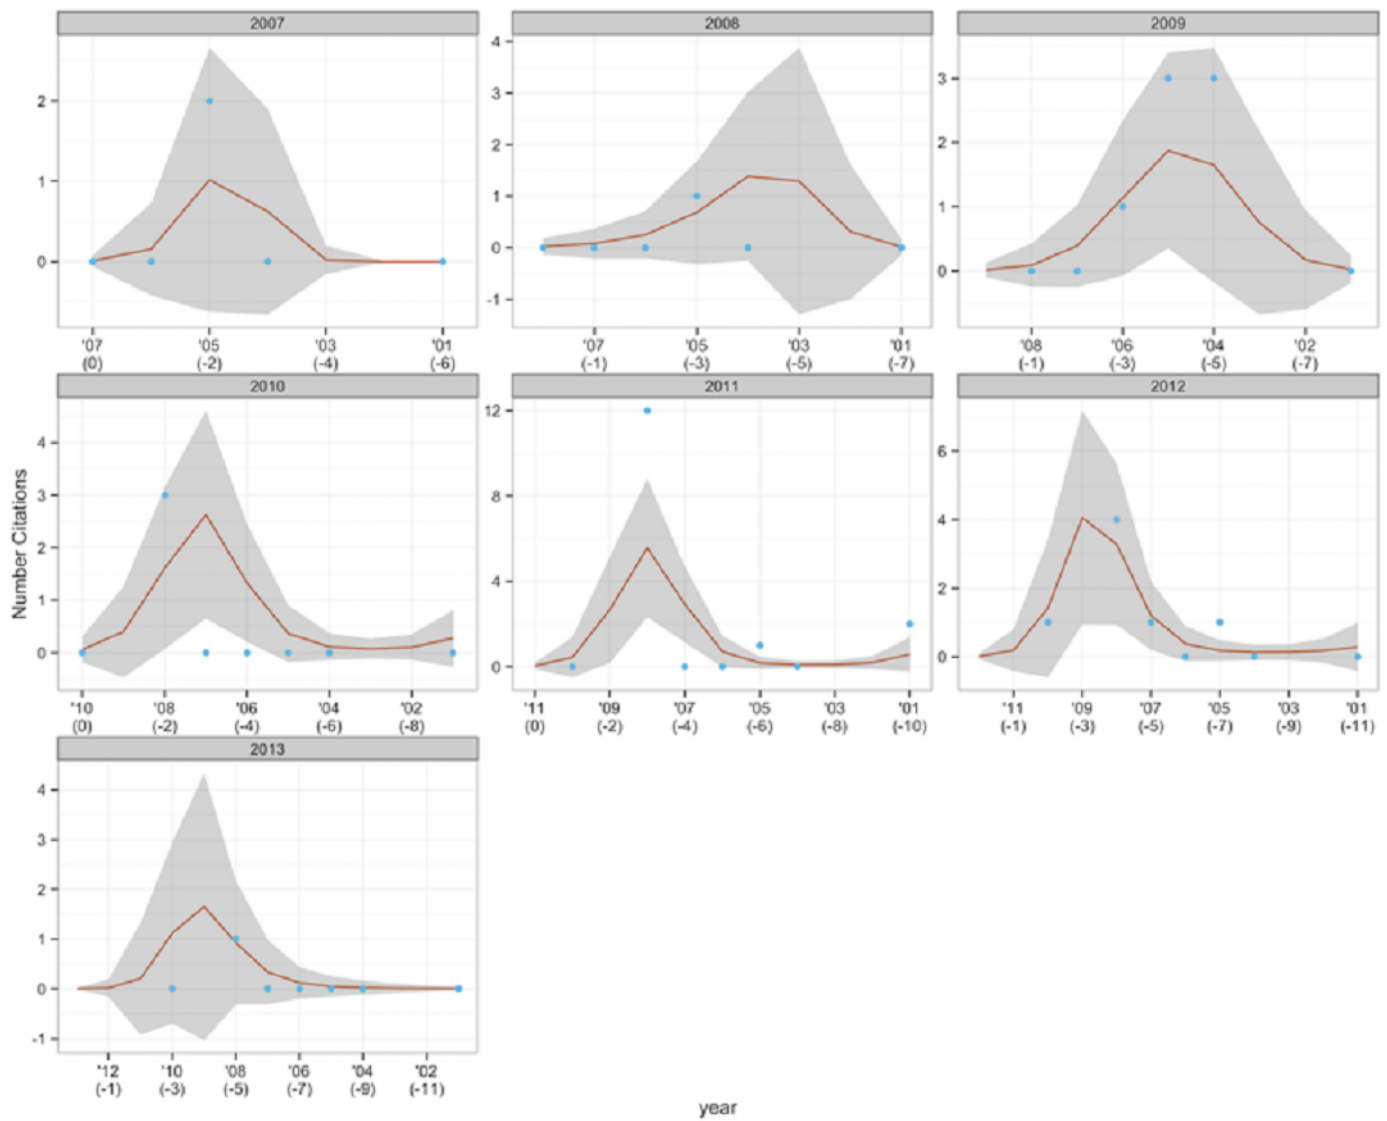 2007 2008 2009
2 1 0
4 3 2 1 0 -1
3 2 1 0
'07 '05 '03 '01
(0) (-2) (-4) (-6)
'07 '05 '03 '01
(-1) (-3) (-5) (-7)
'08 '06 '04 '02
(-1) (-3) (-5) (-7)
2010 2011 2012
Number Citations
4 3 2 1 0
12 8 4 0
6 4 2 0
'10 '08 '06 '04 '02
(0) (-2) (-4) (-6) (-8)
'11 '09 '07 '05 '03 '01
(0) (-2) (-4) (-6) (-8) (-10)
'11 '09 '07 '05 '03 '01
(-1) (-3) (-5) (-7) (-9) (-11)
2013
4 3 2 1 0 -1
'12 '10 '08 '06 '04 '02
(-1) (-3) (-5) (-7) (-9) (-11)
year